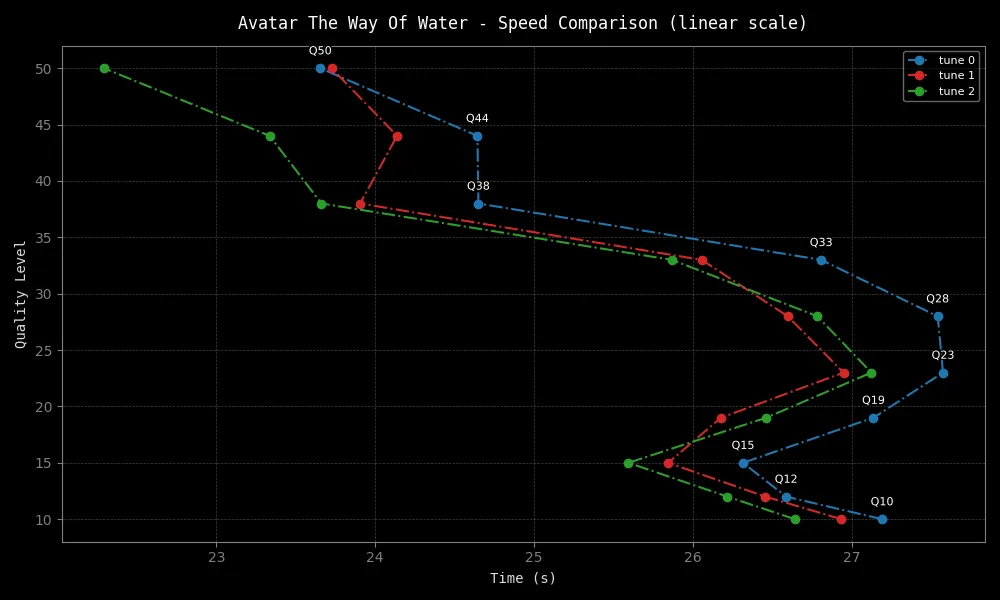 Avatar The Way Of Water - Speed Comparison (linear scale)
Q50
tune 0
tune 1
tune 2
50
45
40
35
30
25
20
15
10
Quality Level
Q44
Q38
Q33
Q28
Q23
Q19
Q15
Q12
Q10
23
24
25
26
27
Time (s)